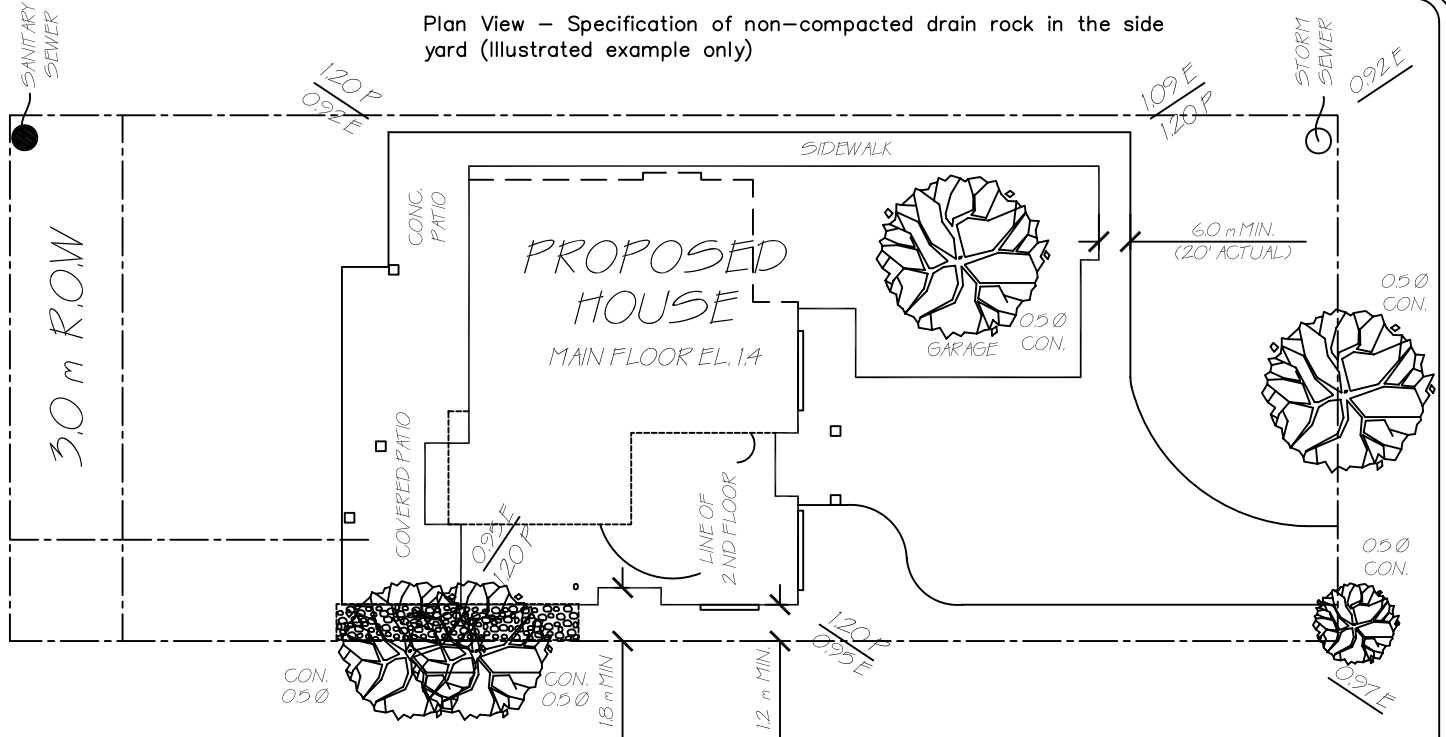 Plan View – Specification of non-compacted drain rock in the side
yard (Illustrated example only)
SANITARY
SEWER
1.20 P
0.92 E
1.09 E
1.20 P
STORM
SEWER
0.92 E
SIDEWALK
CONC.
PATIO
3.0 m R.O.W
PROPOSED
HOUSE
MAIN FLOOR EL. 1.4
6.0 m MIN.
(20' ACTUAL)
0.5 Ø
CON.
GARAGE
0.5 Ø
CON.
COVERED PATIO
0.95 E
1.20 P
LINE OF
2 ND FLOOR
0.5 Ø
CON.
1.20 P
0.95 E
CON.
0.5 Ø
CON.
0.5 Ø
1.8 m MIN
1.2 m MIN.
0.97 E